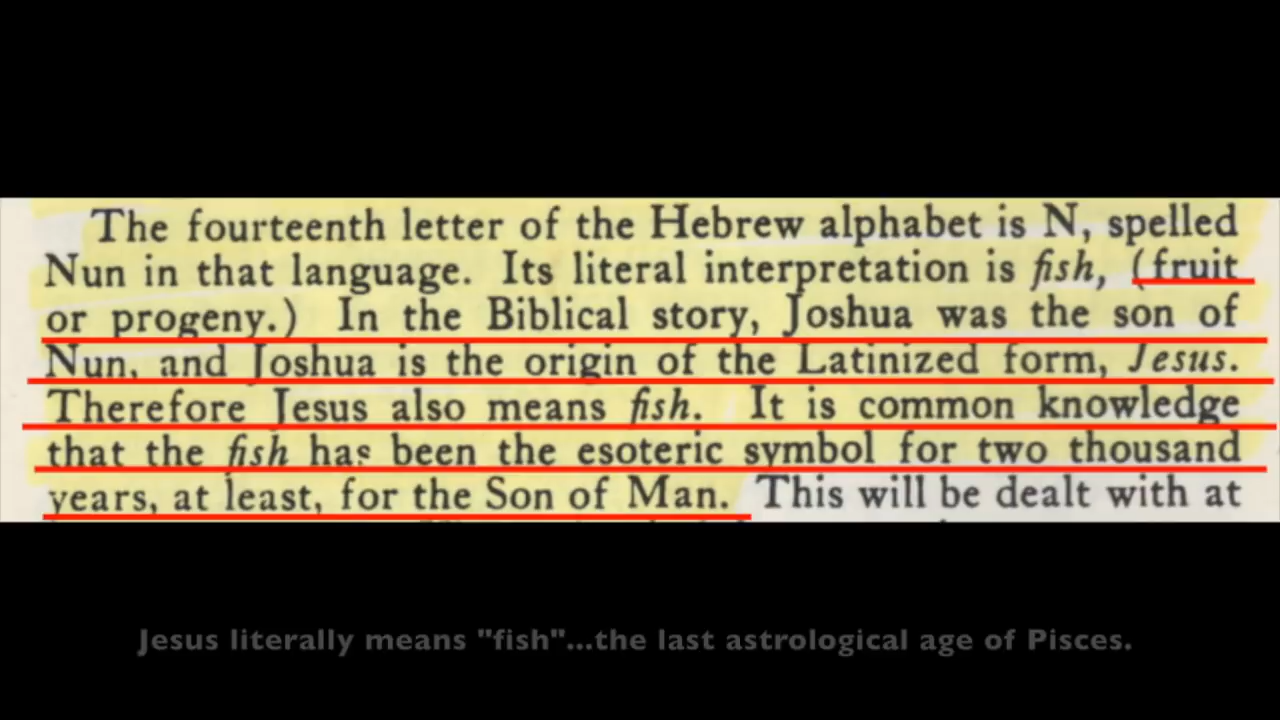 The fourteenth letter of the Hebrew alphabet is N, spelled
Nun in that language. Its literal interpretation is fish, (fruit
or progeny.) In the Biblical story, Joshua was the son of
Nun, and Joshua is the origin of the Latinized form, Jesus.
Therefore Jesus also means fish. It is common knowledge
that the fish has been the esoteric symbol for two thousand
years, at least, for the Son of Man. This will be dealt with at
Jesus literally means "fish"...the last astrological age of Pisces.